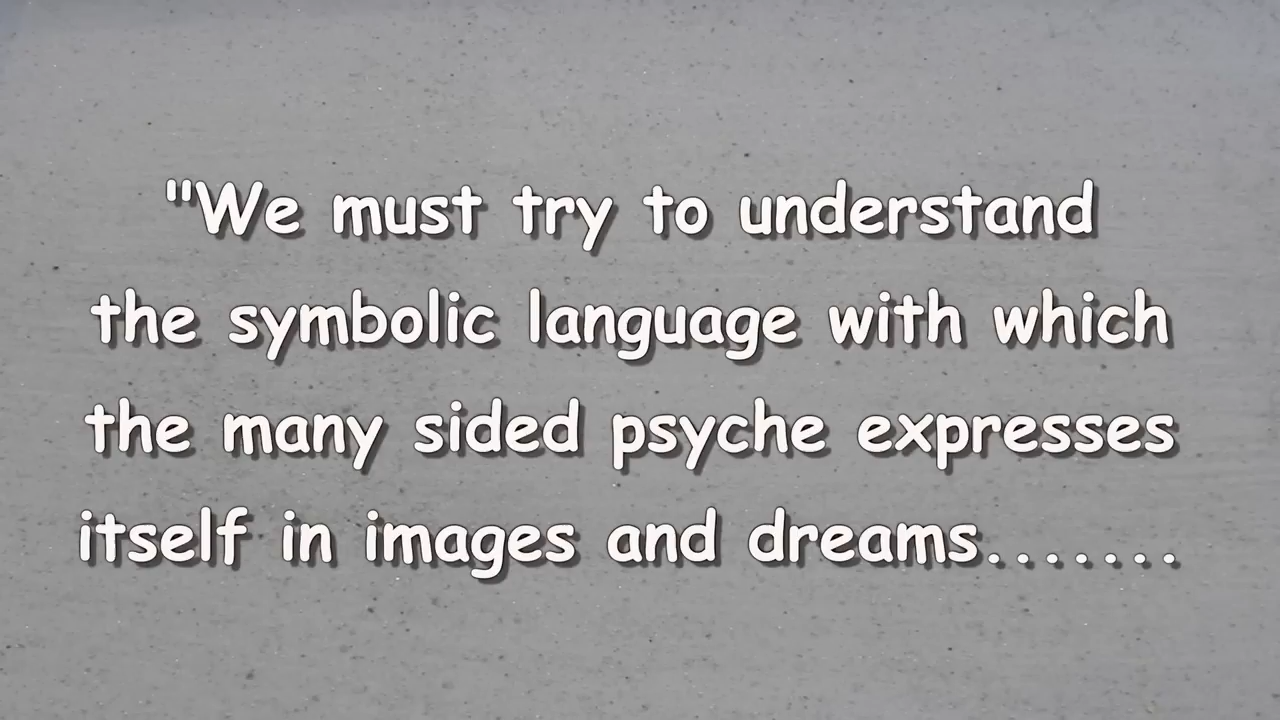 "We must try to understand
the symbolic language with which
the many sided psyche expresses
itself in images and dreams.......